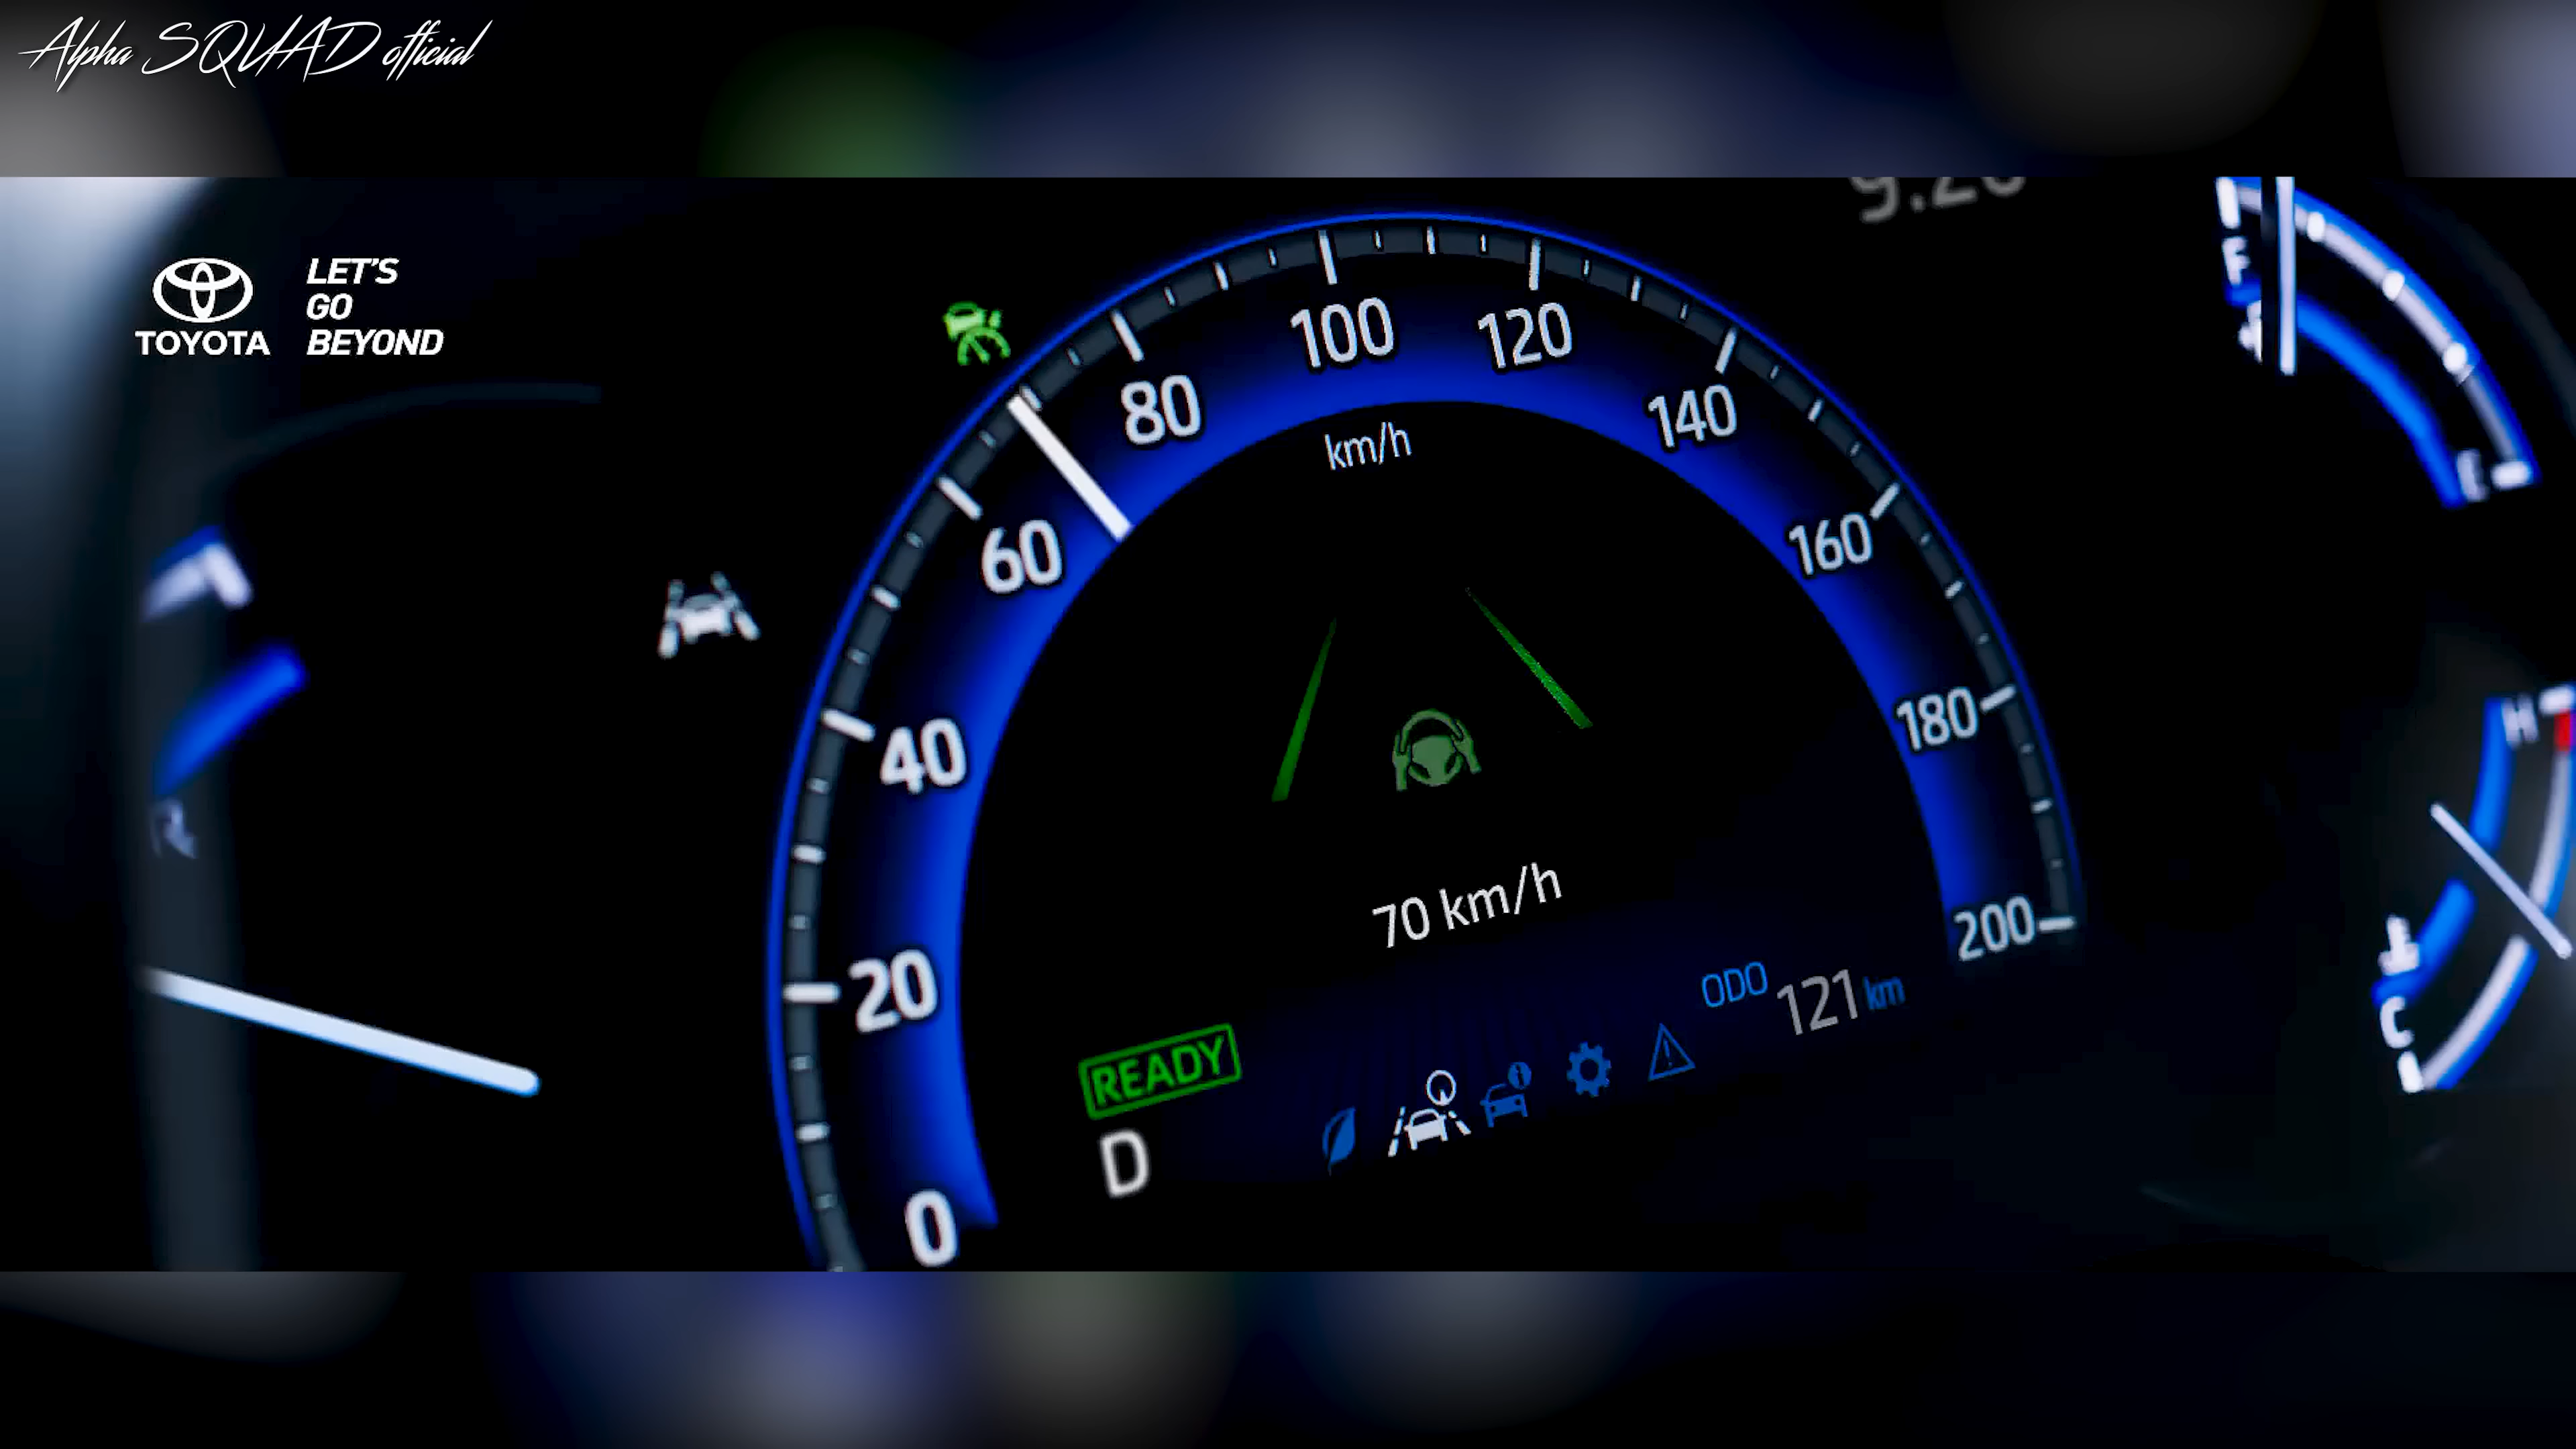 Alpha SQUAD official
TOYOTA
LET'S
GO
BEYOND
F
E
100
120
80
140
km/h
60
160
H
40
180
70 km/h
20
200
ODO 121 km
C
READY
D
0